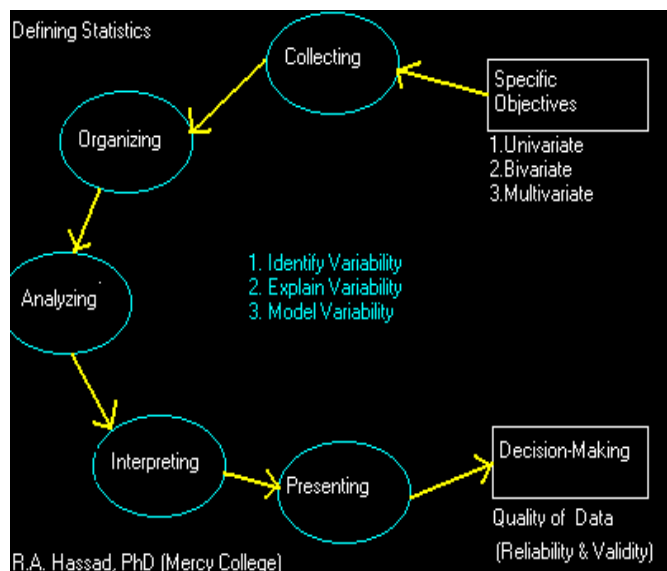 Defining Statistics
Collecting
Specific
Objectives
1.Univariate
2.Bivariate
3.Multivariate
Organizing
1. Identify Variability
2. Explain Variability
3. Model Variability
Analyzing
Interpreting
Presenting
Decision-Making
Quality of Data
(Reliability & Validity)
R.A. Hassad, PhD (Mercy College)